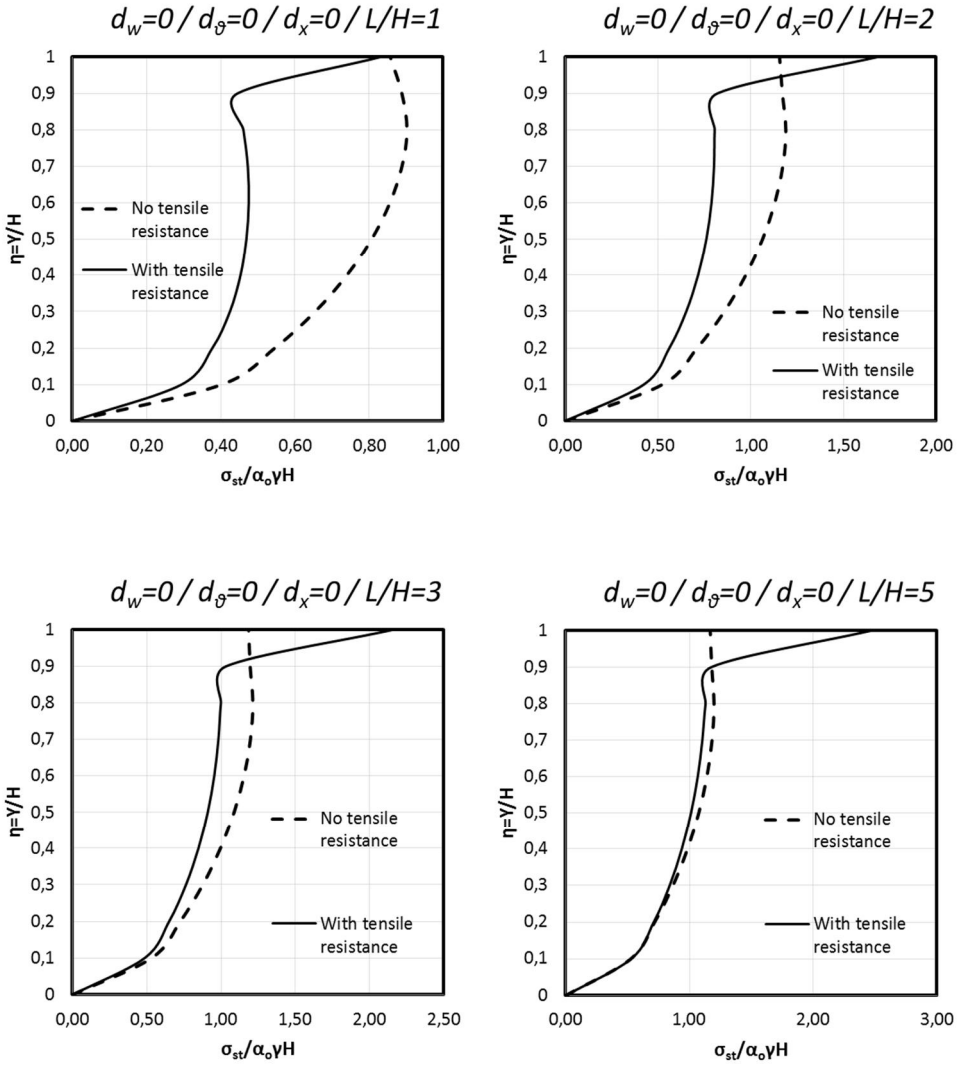 d_w=0 / d_ϑ=0 / d_x=0 / L/H=1
1
0,9
0,8
0,7
0,6
0,5
0,4
0,3
0,2
0,1
0
η=Y/H
No tensile
resistance
With tensile
resistance
0,00 0,20 0,40 0,60 0,80 1,00
σ_st/α_oγH
d_w=0 / d_ϑ=0 / d_x=0 / L/H=2
1
0,9
0,8
0,7
0,6
0,5
0,4
0,3
0,2
0,1
0
η=Y/H
No tensile
resistance
With tensile
resistance
0,00 0,50 1,00 1,50 2,00
σ_st/α_oγH
d_w=0 / d_ϑ=0 / d_x=0 / L/H=3
1
0,9
0,8
0,7
0,6
0,5
0,4
0,3
0,2
0,1
0
η=Y/H
No tensile
resistance
With tensile
resistance
0,00 0,50 1,00 1,50 2,00 2,50
σ_st/α_oγH
d_w=0 / d_ϑ=0 / d_x=0 / L/H=5
1
0,9
0,8
0,7
0,6
0,5
0,4
0,3
0,2
0,1
0
η=Y/H
No tensile
resistance
With tensile
resistance
0,00 1,00 2,00 3,00
σ_st/α_oγH